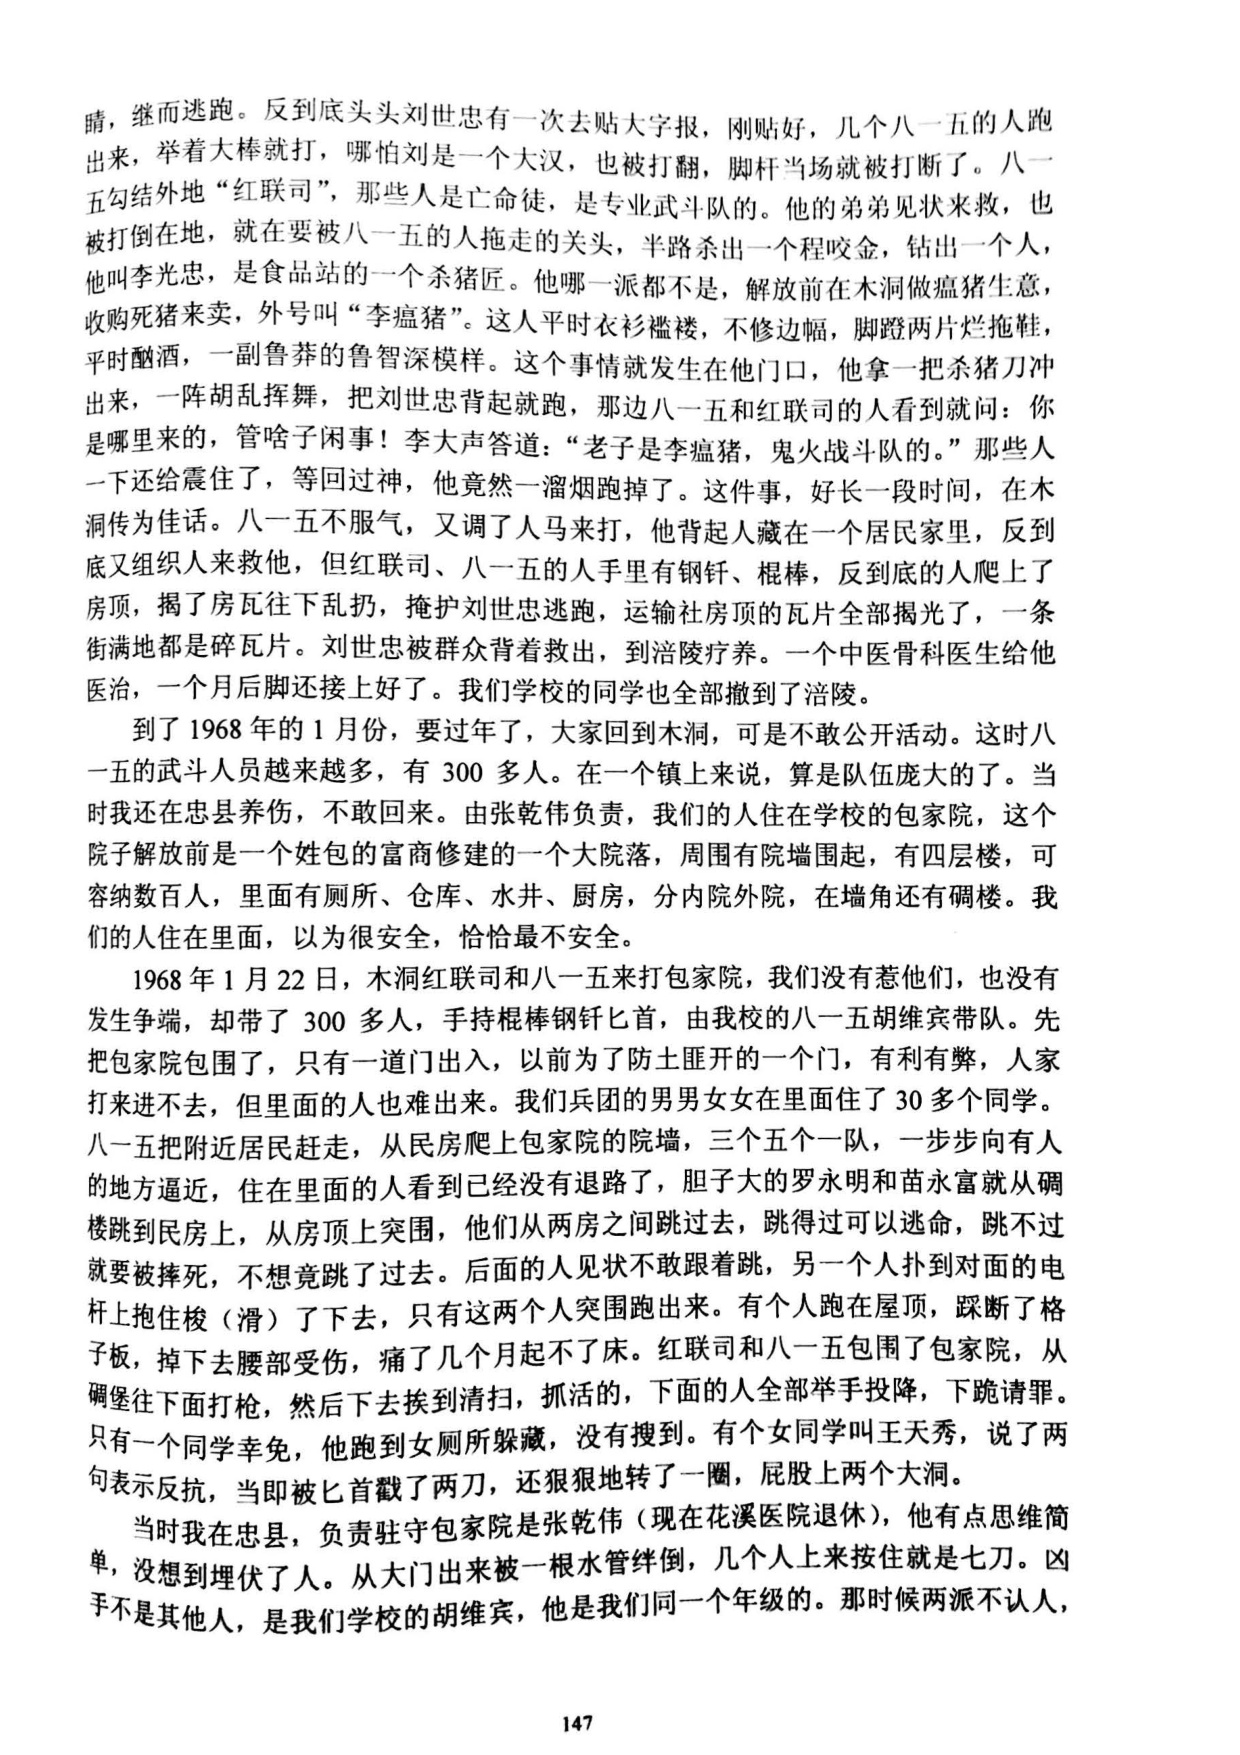 睛，继而逃跑。反到底头头刘世忠有一次去贴大字报，刚贴好，几个八一五的人跑
出来，举着大棒就打，哪怕刘是一个大汉，也被打翻，脚杆当场就被打断了。八一
五勾结外地“红联司”，那些人是亡命徒，是专业武斗队的。他的弟弟见状来救，也
被打倒在地，就在要被八一五的人拖走的关头，半路杀出一个程咬金，钻出一个人，
他叫李光忠，是食品站的一个杀猪匠。他哪一派都不是，解放前在木洞做瘟猪生意，
收购死猪来卖，外号叫“李瘟猪”。这人平时衣衫褴褛，不修边幅，脚蹬两片烂拖鞋，
平时酗酒，一副鲁莽的鲁智深模样。这个事情就发生在他门口，他拿一把杀猪刀冲
出来，一阵胡乱挥舞，把刘世忠背起就跑，那边八一五和红联司的人看到就问：你
是哪里来的，管啥子闲事！李大声答道：“老子是李瘟猪，鬼火战斗队的。”那些人
一下还给震住了，等回过神，他竟然一溜烟跑掉了。这件事，好长一段时间，在木
洞传为佳话。八一五不服气，又调了人马来打，他背起人藏在一个居民家里，反到
底又组织人来救他，但红联司、八一五的人手里有钢钎、棍棒，反到底的人爬上了
房顶，揭了房瓦往下乱扔，掩护刘世忠逃跑，运输社房顶的瓦片全部揭光了，一条
街满地都是碎瓦片。刘世忠被群众背着救出，到涪陵疗养。一个中医骨科医生给他
医治，一个月后脚还接上好了。我们学校的同学也全部撤到了涪陵。
到了 1968 年的 1 月份，要过年了，大家回到木洞，可是不敢公开活动。这时八
一五的武斗人员越来越多，有 300 多人。在一个镇上来说，算是队伍庞大的了。当
时我还在忠县养伤，不敢回来。由张乾伟负责，我们的人住在学校的包家院，这个
院子解放前是一个姓包的富商修建的一个大院落，周围有院墙围起，有四层楼，可
容纳数百人，里面有厕所、仓库、水井、厨房，分内院外院，在墙角还有碉楼。我
们的人住在里面，以为很安全，恰恰最不安全。
1968 年 1 月 22 日，木洞红联司和八一五来打包家院，我们没有惹他们，也没有
发生争端，却带了 300 多人，手持棍棒钢钎匕首，由我校的八一五胡维宾带队。先
把包家院包围了，只有一道门出入，以前为了防土匪开的一个门，有利有弊，人家
打来进不去，但里面的人也难出来。我们兵团的男男女女在里面住了 30 多个同学。
八一五把附近居民赶走，从民房爬上包家院的院墙，三个五个一队，一步步向有人
的地方逼近，住在里面的人看到已经没有退路了，胆子大的罗永明和苗永富就从碉
楼跳到民房上，从房顶上突围，他们从两房之间跳过去，跳得过可以逃命，跳不过
就要被摔死，不想竟跳了过去。后面的人见状不敢跟着跳，另一个人扑到对面的电
杆上抱住梭（滑）了下去，只有这两个人突围跑出来。有个人跑在屋顶，踩断了格
子板，掉下去腰部受伤，痛了几个月起不了床。红联司和八一五包围了包家院，从
碉堡往下面打枪，然后下去挨到清扫，抓活的，下面的人全部举手投降，下跪请罪。
只有一个同学幸免，他跑到女厕所躲藏，没有搜到。有个女同学叫王天秀，说了两
句表示反抗，当即被匕首戳了两刀，还狠狠地转了一圈，屁股上两个大洞。
当时我在忠县，负责驻守包家院是张乾伟（现在花溪医院退休），他有点思维简
单，没想到埋伏了人。从大门出来被一根水管绊倒，几个人上来按住就是七刀。凶
手不是其他人，是我们学校的胡维宾，他是我们同一个年级的。那时候两派不认人，
147